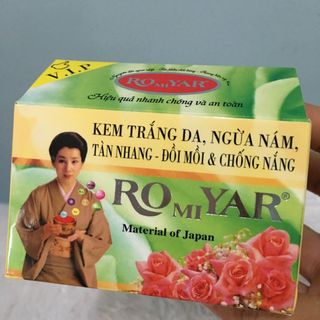 V.I.P
ROMIYAR
Hiệu quả nhanh chóng và an toàn
KEM TRẮNG DA, NGỪA NÁM,
TÀN NHANG - ĐỒI MỒI & CHỐNG NẮNG
ROMIYAR®
Material of Japan